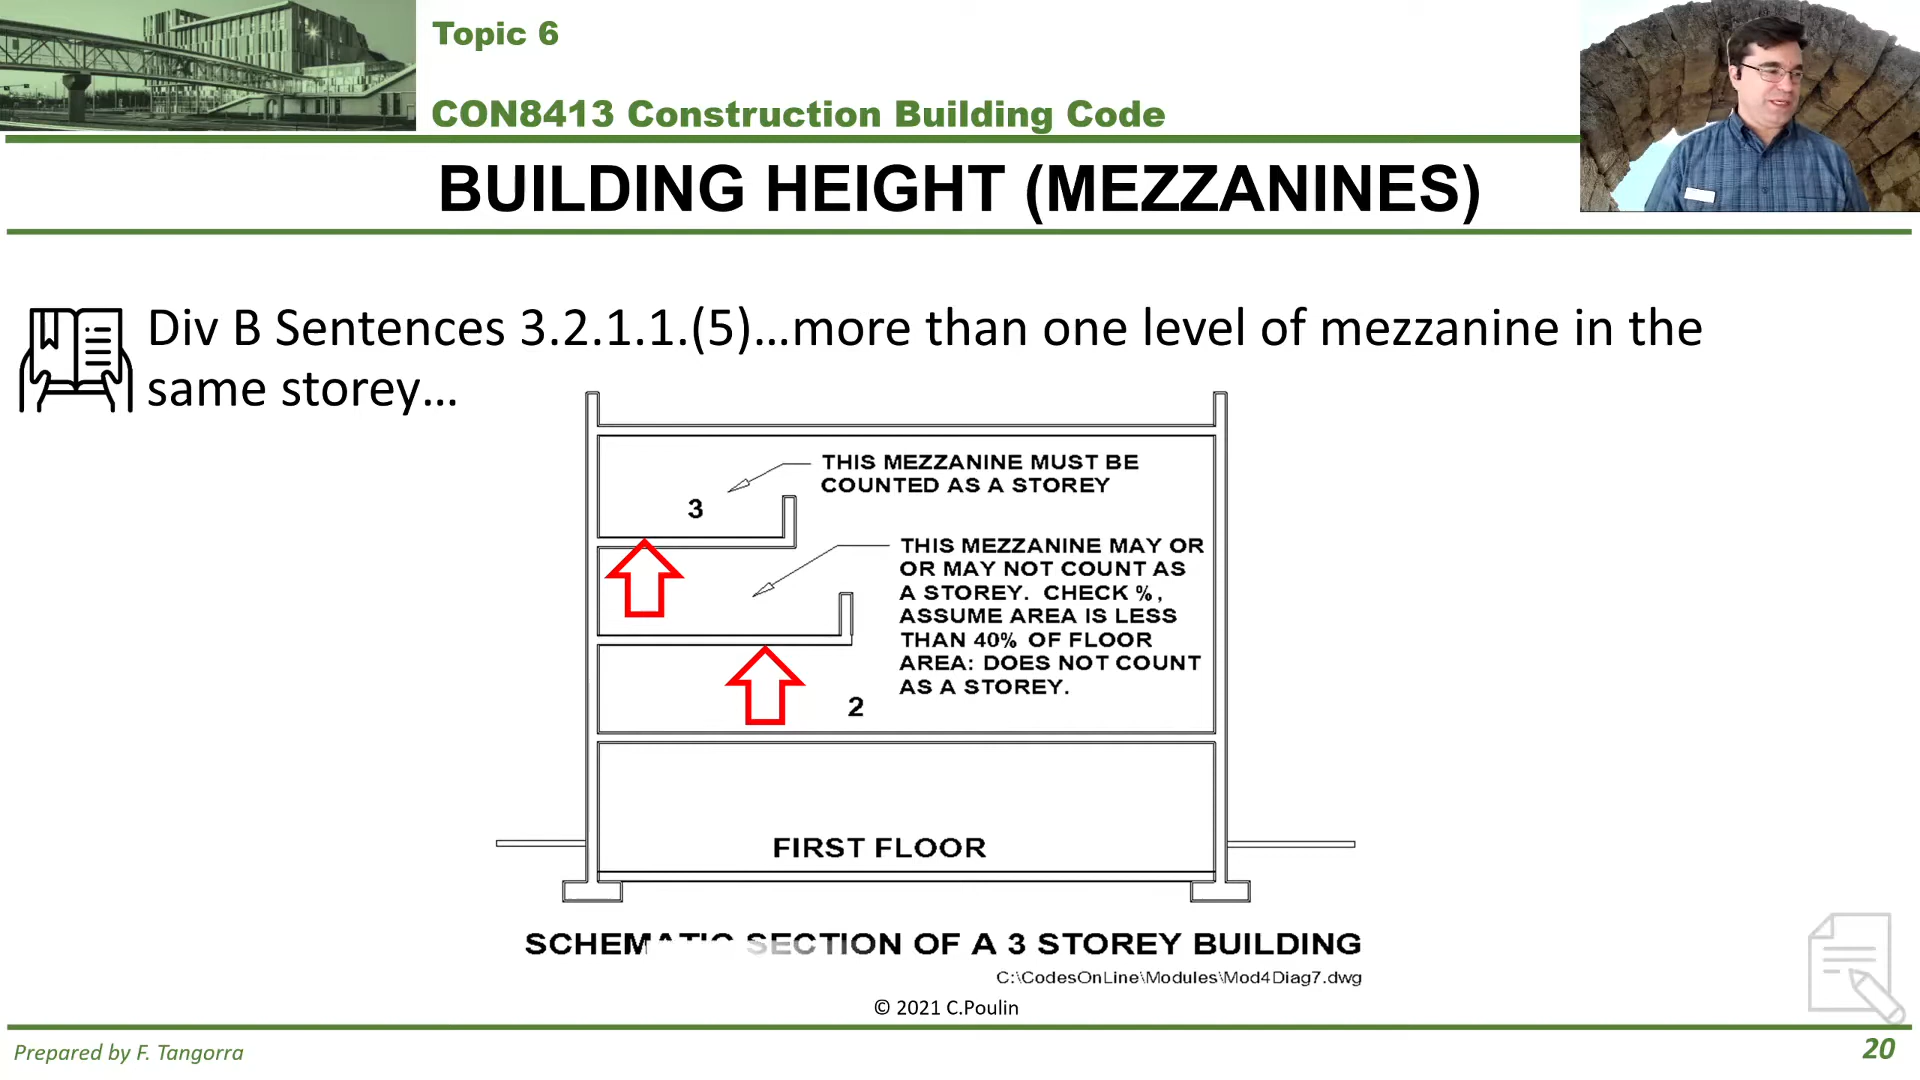 Topic 6
CON8413 Construction Building Code
BUILDING HEIGHT (MEZZANINES)
Div B Sentences 3.2.1.1.(5)…more than one level of mezzanine in the
same storey…
THIS MEZZANINE MUST BE
COUNTED AS A STOREY
3
THIS MEZZANINE MAY OR
OR MAY NOT COUNT AS
A STOREY. CHECK %,
ASSUME AREA IS LESS
THAN 40% OF FLOOR
AREA: DOES NOT COUNT
AS A STOREY.
2
FIRST FLOOR
SCHEMATIC SECTION OF A 3 STOREY BUILDING
C:\CodesOnLine\Modules\Mod4Diag7.dwg
© 2021 C.Poulin
Prepared by F. Tangorra
20